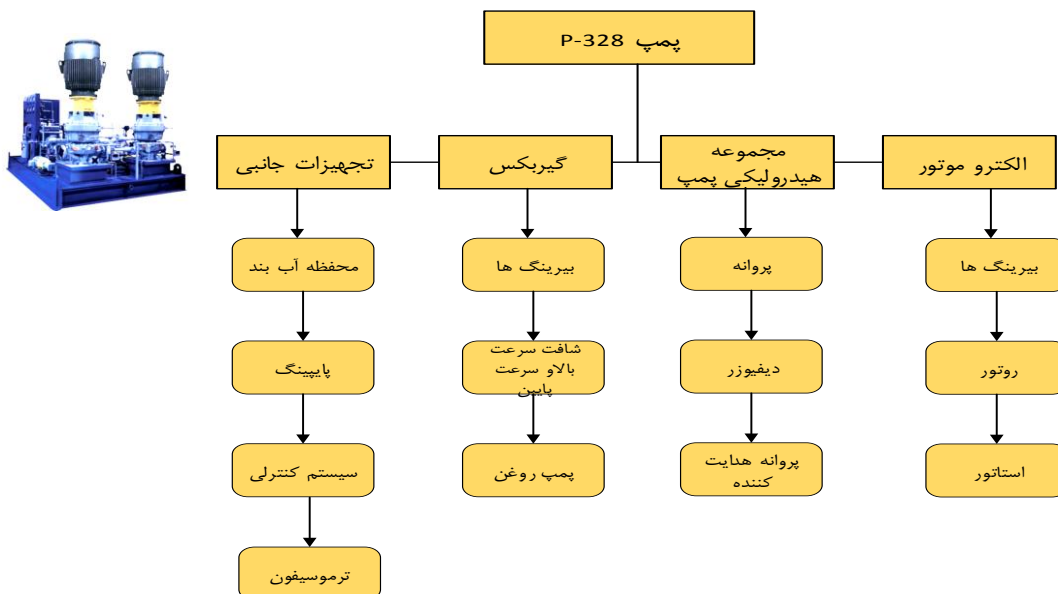 پمپ P-328
الکترو موتور
مجموعه
هیدرولیکی پمپ
گیربکس
تجهیزات جانبی
بیرینگ ها
پروانه
بیرینگ ها
محفظه آب بند
روتور
دیفیوزر
شافت سرعت
بالاو سرعت
پایین
پایپینگ
استاتور
پروانه هدایت
کننده
پمپ روغن
سیستم کنترلی
ترموسیفون